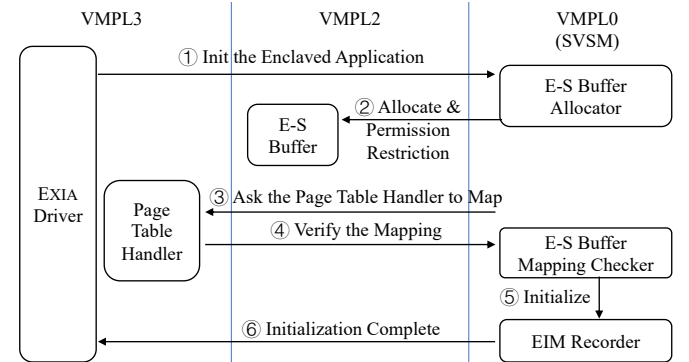 VMPL3
VMPL2
VMPL0
(SVSM)
① Init the Enclaved Application
E-S Buffer
Allocator
② Allocate &
Permission
Restriction
E-S
Buffer
③ Ask the Page Table Handler to Map
EXIA
Driver
Page
Table
Handler
④ Verify the Mapping
E-S Buffer
Mapping Checker
⑤ Initialize
⑥ Initialization Complete
EIM Recorder